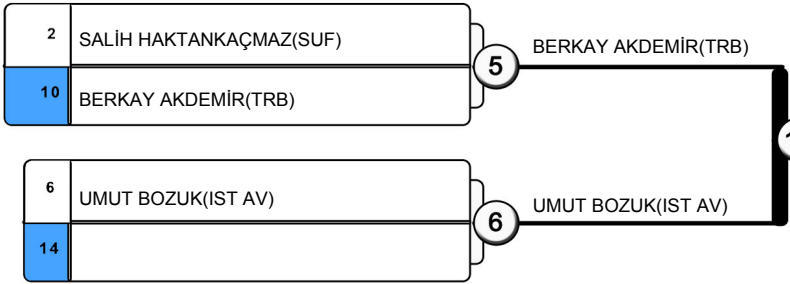 2 SALİH HAKTANKAÇMAZ(SUF)
5 BERKAY AKDEMİR(TRB)
10 BERKAY AKDEMİR(TRB)
6 UMUT BOZUK(IST AV)
6 UMUT BOZUK(IST AV)
14